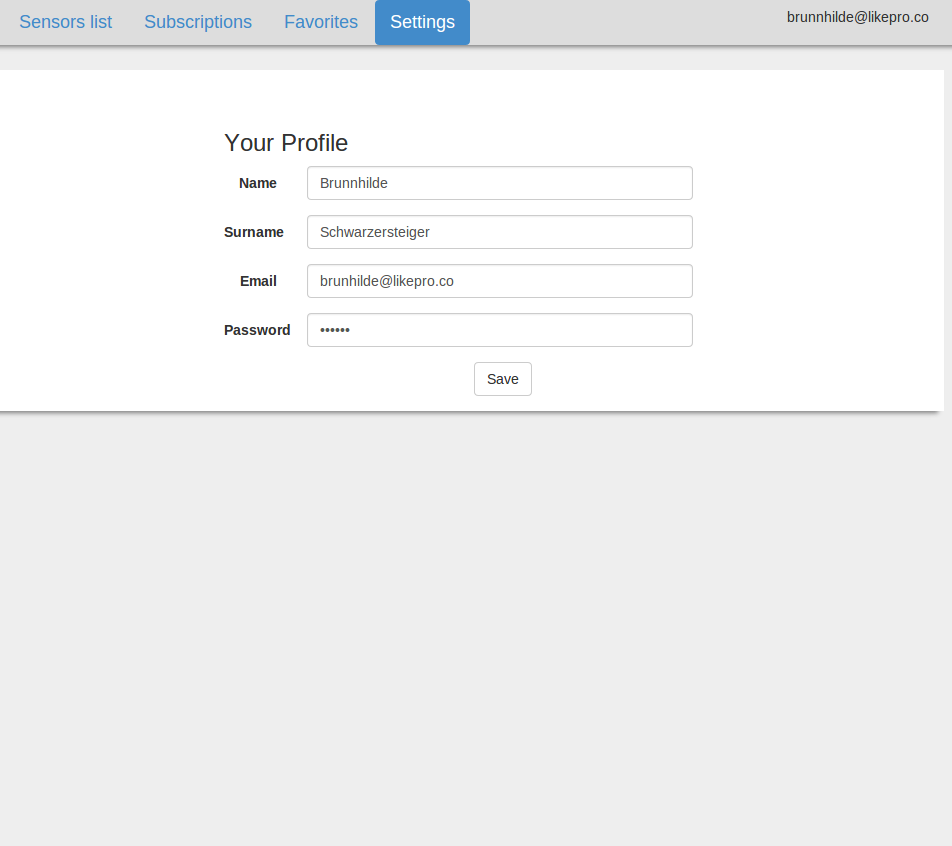 Sensors list Subscriptions Favorites Settings brunnhilde@likepro.co
Your Profile
Name Brunnhilde
Surname Schwarzersteiger
Email brunhilde@likepro.co
Password ••••••
Save